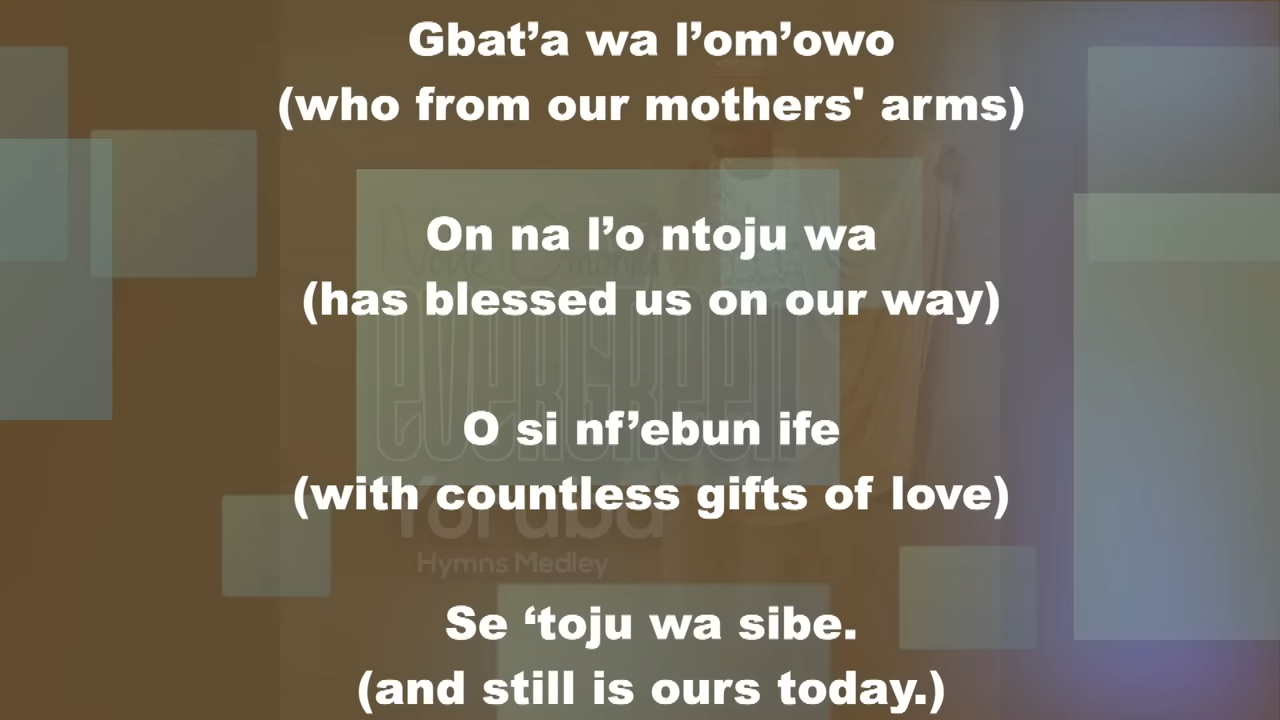 Gbat’a wa l’om’owo
(who from our mothers' arms)
On na l’o ntoju wa
(has blessed us on our way)
O si nf’ebun ife
(with countless gifts of love)
Se ‘toju wa sibe.
(and still is ours today.)
EVERGREEN
Yoruba
Hymns Medley